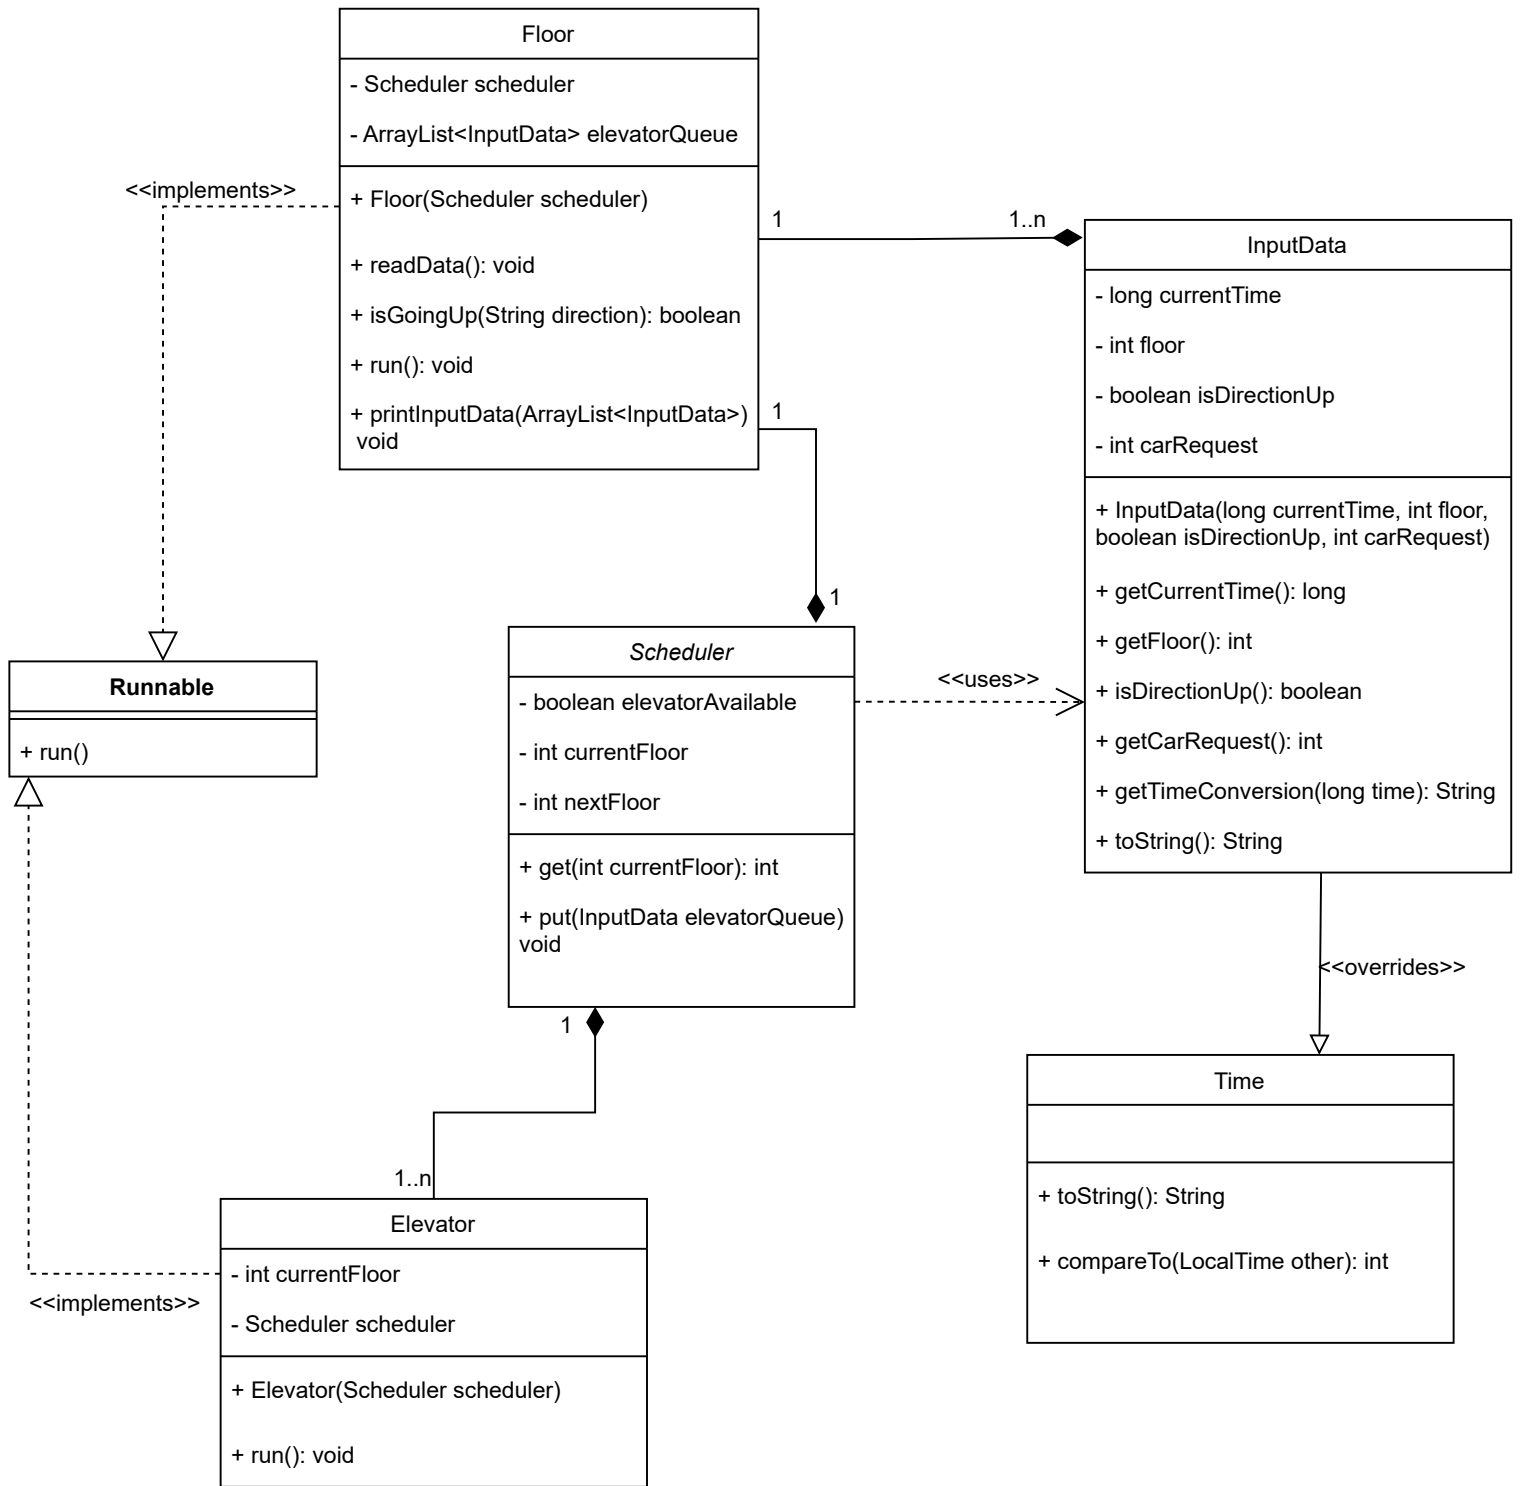 Floor
- Scheduler scheduler
- ArrayList<InputData> elevatorQueue
+ Floor(Scheduler scheduler)
+ readData(): void
+ isGoingUp(String direction): boolean
+ run(): void
+ printInputData(ArrayList<InputData>)
void
<<implements>>
1
1..n
1
1
InputData
- long currentTime
- int floor
- boolean isDirectionUp
- int carRequest
+ InputData(long currentTime, int floor,
boolean isDirectionUp, int carRequest)
+ getCurrentTime(): long
+ getFloor(): int
+ isDirectionUp(): boolean
+ getCarRequest(): int
+ getTimeConversion(long time): String
+ toString(): String
Runnable
+ run()
Scheduler
- boolean elevatorAvailable
- int currentFloor
- int nextFloor
+ get(int currentFloor): int
+ put(InputData elevatorQueue)
void
<<uses>>
<<overrides>>
1
1..n
Time
+ toString(): String
+ compareTo(LocalTime other): int
Elevator
- int currentFloor
- Scheduler scheduler
+ Elevator(Scheduler scheduler)
+ run(): void
<<implements>>